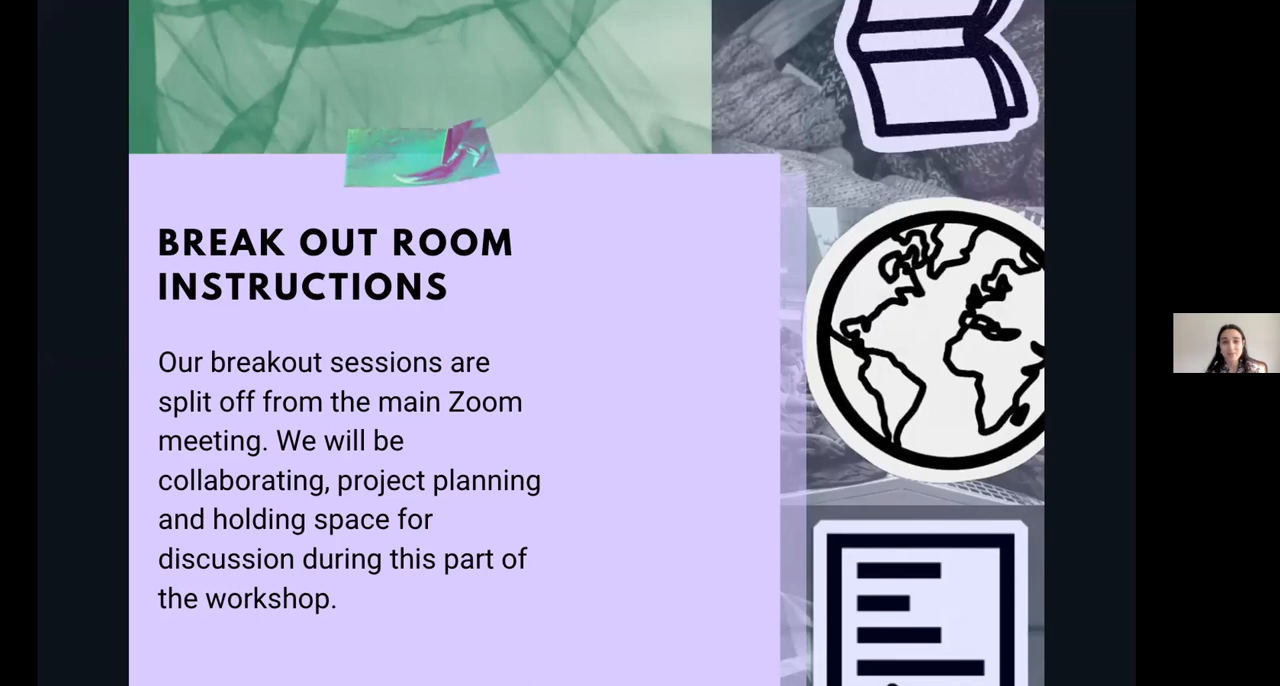 BREAK OUT ROOM
INSTRUCTIONS
Our breakout sessions are
split off from the main Zoom
meeting. We will be
collaborating, project planning
and holding space for
discussion during this part of
the workshop.